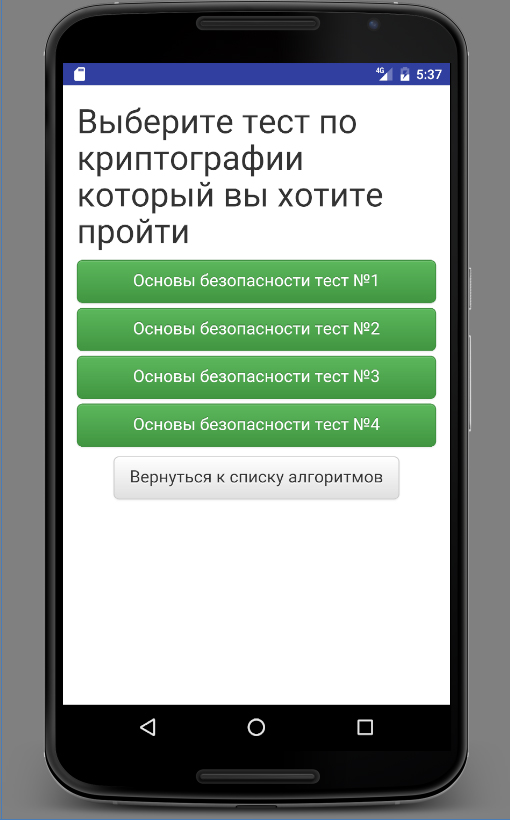 4G 5:37
Выберите тест по
криптографии
который вы хотите
пройти
Основы безопасности тест №1
Основы безопасности тест №2
Основы безопасности тест №3
Основы безопасности тест №4
Вернуться к списку алгоритмов